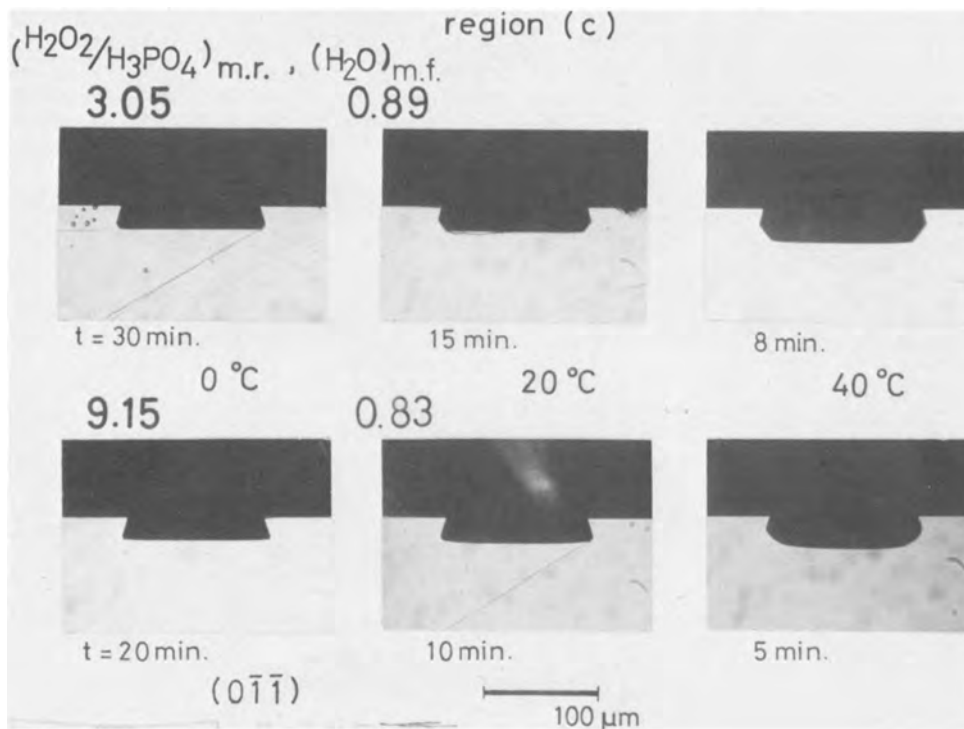 region (c)
(H₂O₂/H₃PO₄)m.r. , (H₂O)m.f.
3.05 0.89
t = 30 min. 15 min. 8 min.
0 °C 20 °C 40 °C
9.15 0.83
t = 20 min. 10 min. 5 min.
(01̄1̄)
100 µm